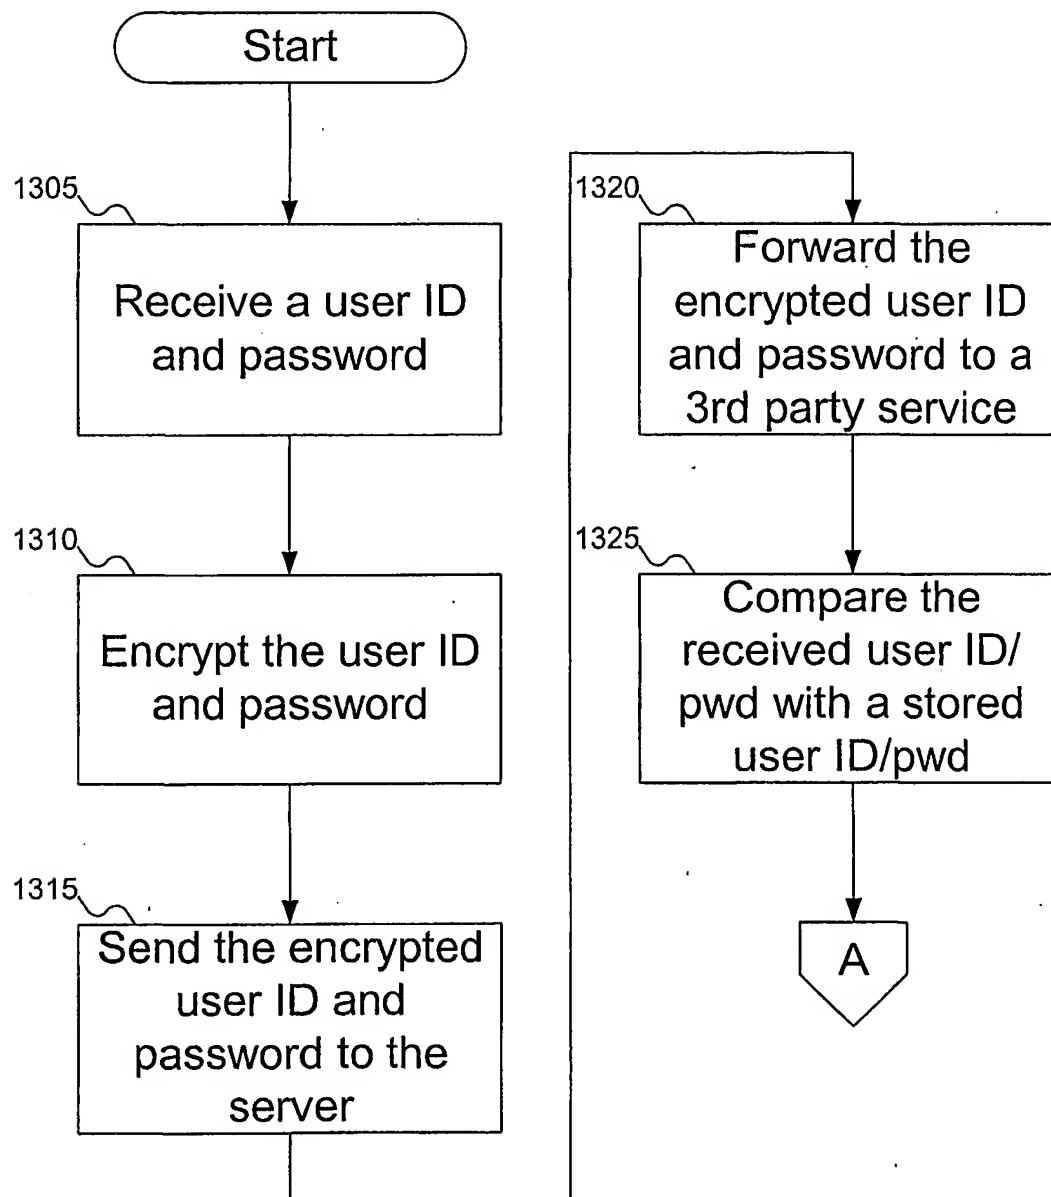 Start
1305
Receive a user ID
and password
1310
Encrypt the user ID
and password
1315
Send the encrypted
user ID and
password to the
server
1320
Forward the
encrypted user ID
and password to a
3rd party service
1325
Compare the
received user ID/
pwd with a stored
user ID/pwd
A